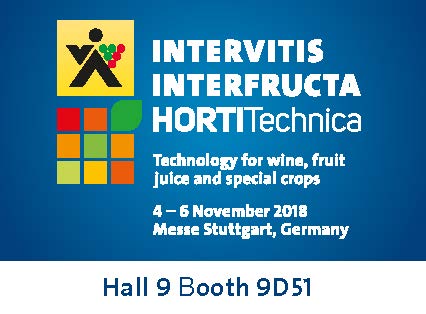 INTERVITIS
INTERFRUCTA
HORTITechnica
Technology for wine, fruit
juice and special crops
4 – 6 November 2018
Messe Stuttgart, Germany
Hall 9 Booth 9D51